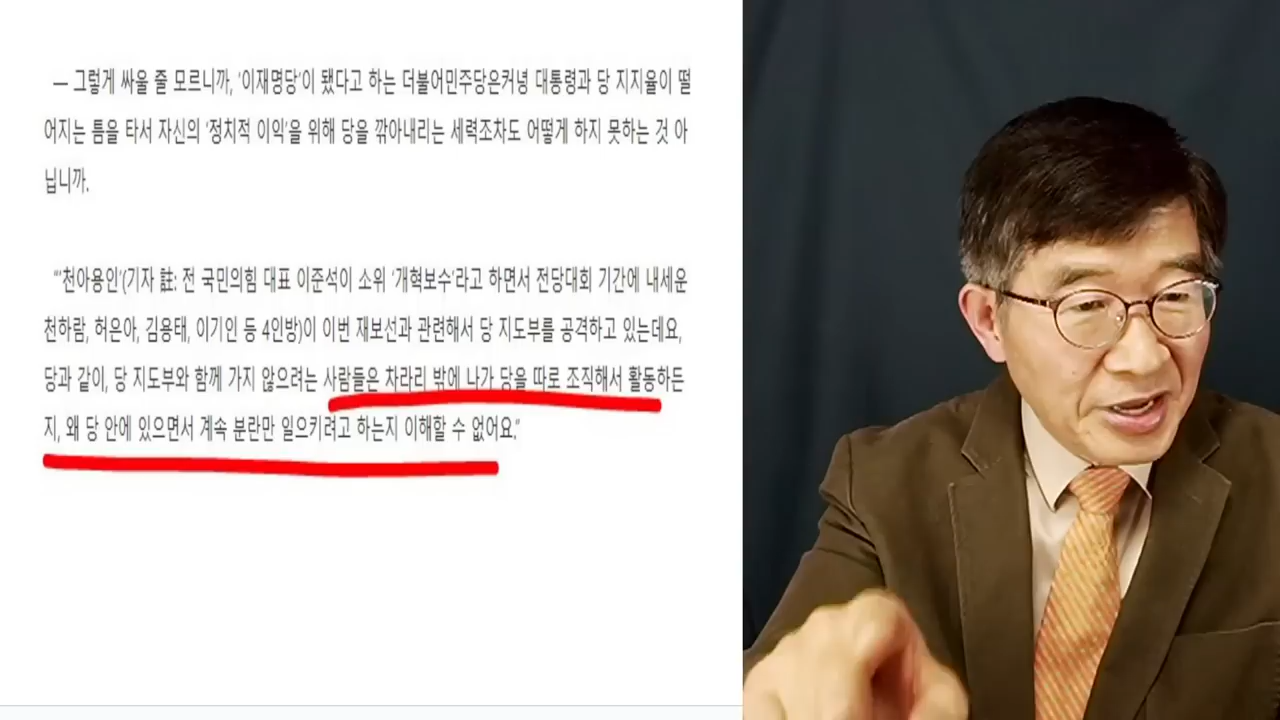 — 그렇게 싸울 줄 모르니까, '이재명당'이 됐다고 하는 더불어민주당은커녕 대통령과 당 지지율이 떨
어지는 틈을 타서 자신의 '정치적 이익'을 위해 당을 깎아내리는 세력조차도 어떻게 하지 못하는 것 아
닙니까.
"'천아용인'(기자 註: 전 국민의힘 대표 이준석이 소위 '개혁보수'라고 하면서 전당대회 기간에 내세운
천하람, 허은아, 김용태, 이기인 등 4인방)이 이번 재보선과 관련해서 당 지도부를 공격하고 있는데요,
당과 같이, 당 지도부와 함께 가지 않으려는 사람들은 차라리 밖에 나가 당을 따로 조직해서 활동하든
지, 왜 당 안에 있으면서 계속 분란만 일으키려고 하는지 이해할 수 없어요."